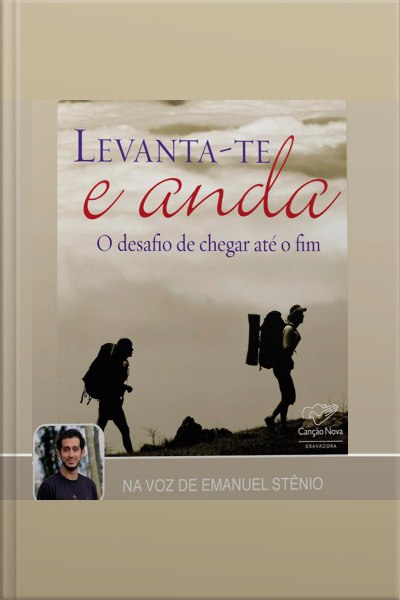 LEVANTA-TE
e anda
O desafio de chegar até o fim
Canção Nova
GRAVADORA
NA VOZ DE EMANUEL STÊNIO